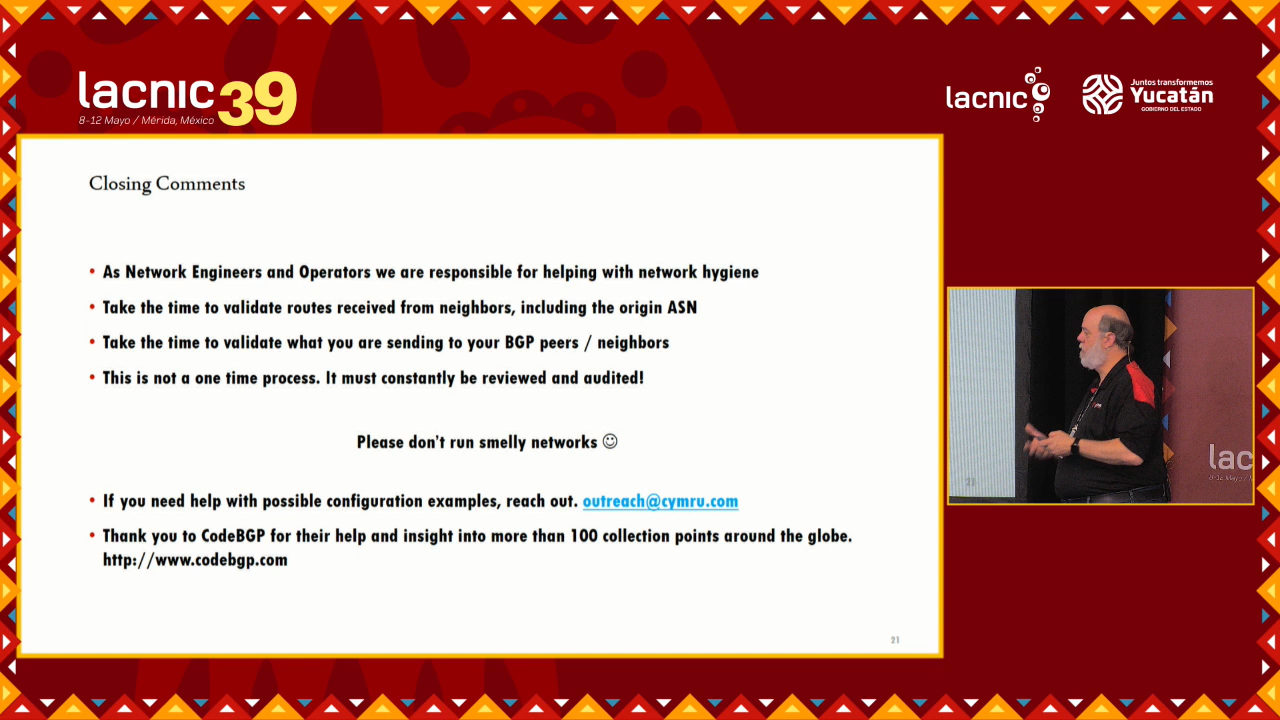 lacnic 39
8-12 Mayo / Mérida, México
lacnic
Juntos transformemos
Yucatán
GOBIERNO DEL ESTADO
Closing Comments
• As Network Engineers and Operators we are responsible for helping with network hygiene
• Take the time to validate routes received from neighbors, including the origin ASN
• Take the time to validate what you are sending to your BGP peers / neighbors
• This is not a one time process. It must constantly be reviewed and audited!
Please don't run smelly networks ☺
• If you need help with possible configuration examples, reach out. outreach@cymru.com
• Thank you to CodeBGP for their help and insight into more than 100 collection points around the globe.
http://www.codebgp.com
21
21
lac